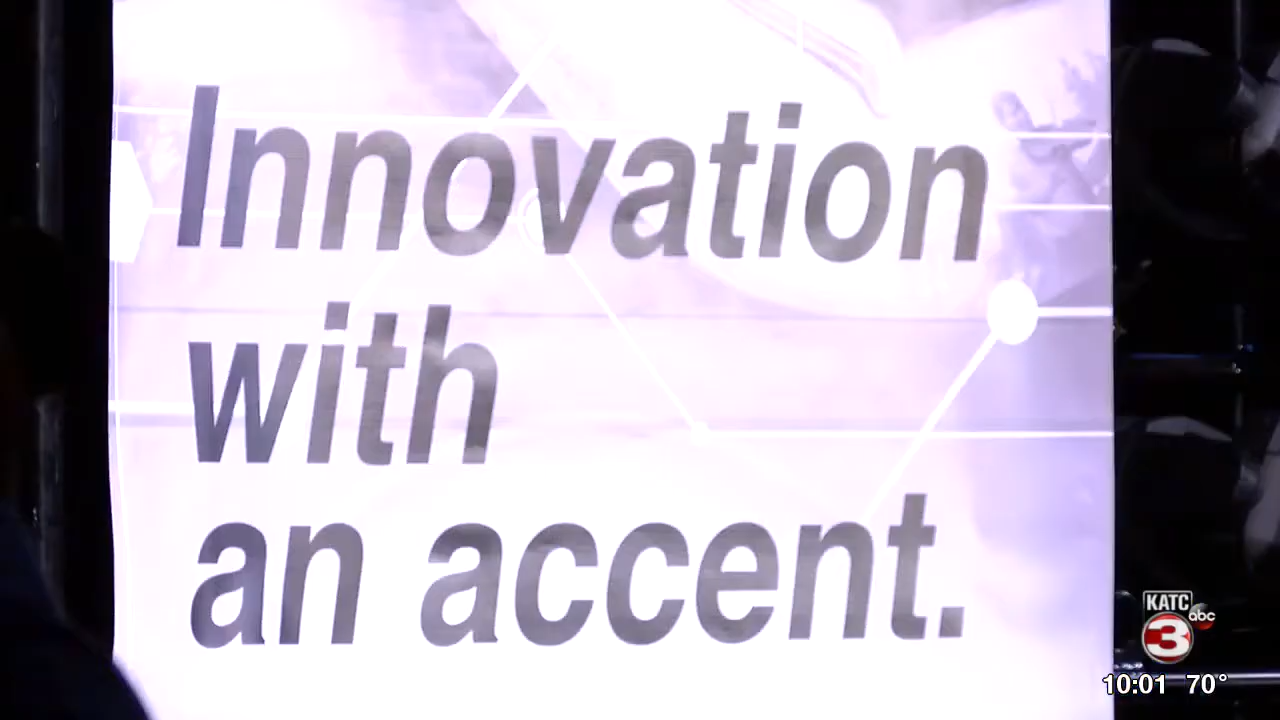 Innovation
with
an accent.
KATC
abc
3
10:01 70°